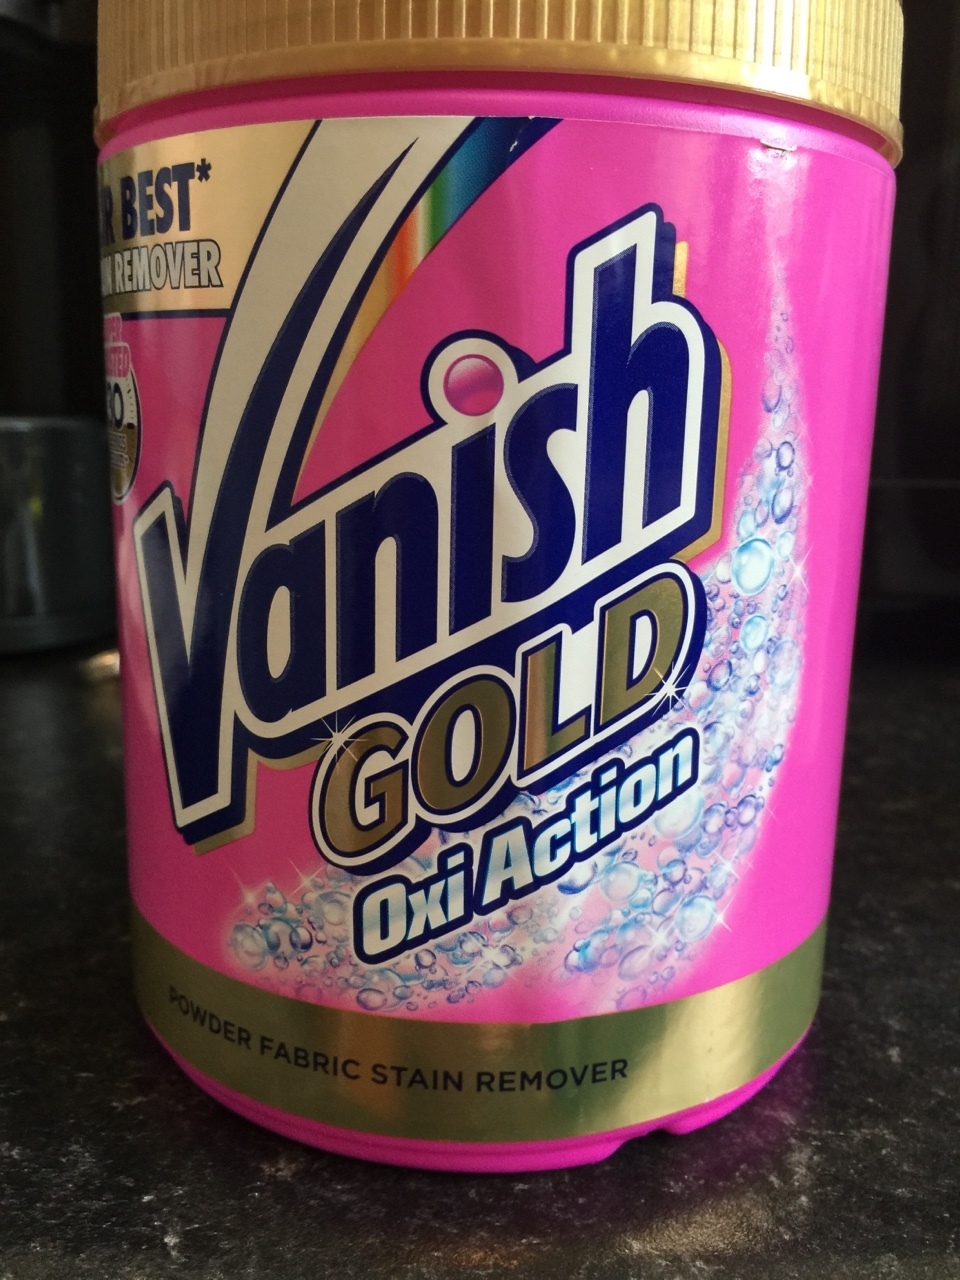 BEST*
REMOVER
Vanish
GOLD
Oxi Action
POWDER FABRIC STAIN REMOVER